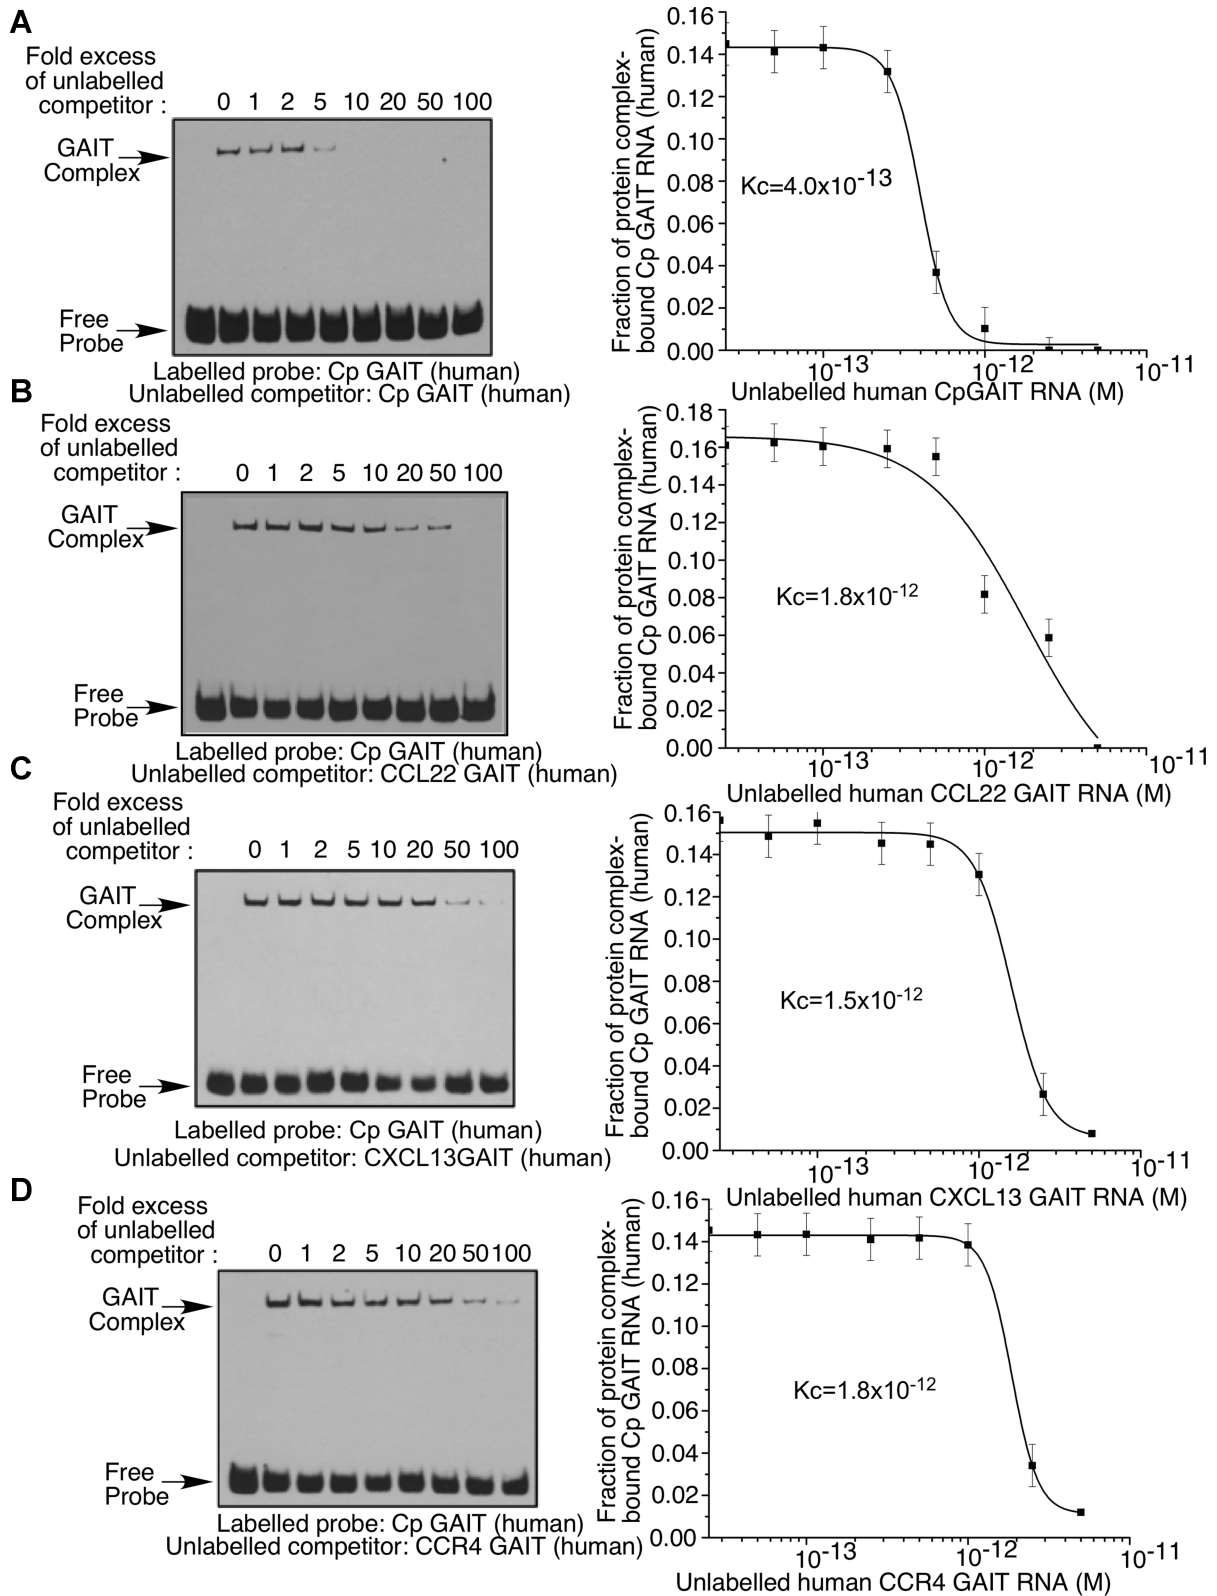 A
Fold excess
of unlabelled
competitor : 0 1 2 5 10 20 50 100
GAIT
Complex
Free
Probe
Labelled probe: Cp GAIT (human)
Unlabelled competitor: Cp GAIT (human)
Fraction of protein complex-
bound Cp GAIT RNA (human)
0.16
0.14
0.12
0.10
0.08
0.06
0.04
0.02
0.00
Kc=4.0x10-13
10-13 10-12 10-11
Unlabelled human CpGAIT RNA (M)
B
Fold excess
of unlabelled
competitor : 0 1 2 5 10 20 50 100
GAIT
Complex
Free
Probe
Labelled probe: Cp GAIT (human)
Unlabelled competitor: CCL22 GAIT (human)
Fraction of protein complex-
bound Cp GAIT RNA (human)
0.18
0.16
0.14
0.12
0.10
0.08
0.06
0.04
0.02
0.00
Kc=1.8x10-12
10-13 10-12 10-11
Unlabelled human CCL22 GAIT RNA (M)
C
Fold excess
of unlabelled
competitor : 0 1 2 5 10 20 50 100
GAIT
Complex
Free
Probe
Labelled probe: Cp GAIT (human)
Unlabelled competitor: CXCL13GAIT (human)
Fraction of protein complex-
bound Cp GAIT RNA (human)
0.16
0.14
0.12
0.10
0.08
0.06
0.04
0.02
0.00
Kc=1.5x10-12
10-13 10-12 10-11
Unlabelled human CXCL13 GAIT RNA (M)
D
Fold excess
of unlabelled
competitor : 0 1 2 5 10 20 50 100
GAIT
Complex
Free
Probe
Labelled probe: Cp GAIT (human)
Unlabelled competitor: CCR4 GAIT (human)
Fraction of protein complex-
bound Cp GAIT RNA (human)
0.16
0.14
0.12
0.10
0.08
0.06
0.04
0.02
0.00
Kc=1.8x10-12
10-13 10-12 10-11
Unlabelled human CCR4 GAIT RNA (M)